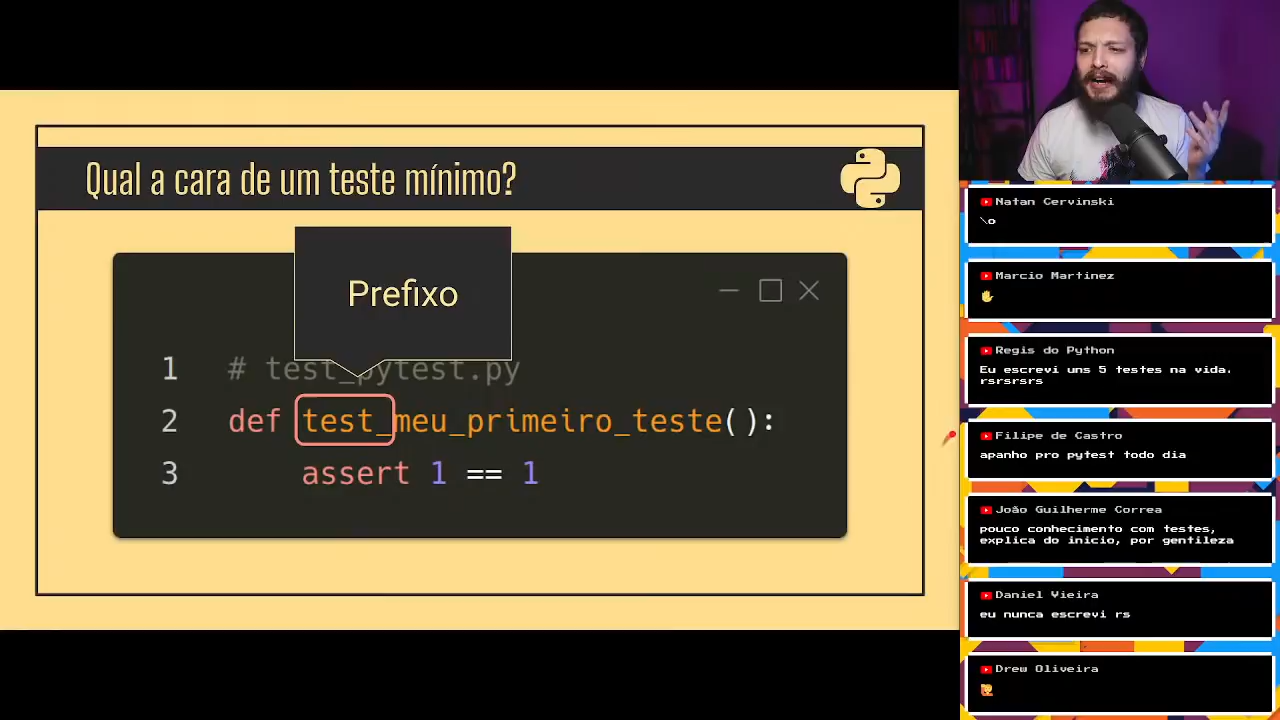 Qual a cara de um teste mínimo?
Prefixo
1 # test_pytest.py
2 def test_meu_primeiro_teste():
3 assert 1 == 1
Natan Cervinski
\o
Marcio Martinez
Regis do Python
Eu escrevi uns 5 testes na vida.
rsrsrsrs
Filipe de Castro
apanho pro pytest todo dia
João Guilherme Correa
pouco conhecimento com testes,
explica do inicio, por gentileza
Daniel Vieira
eu nunca escrevi rs
Drew Oliveira